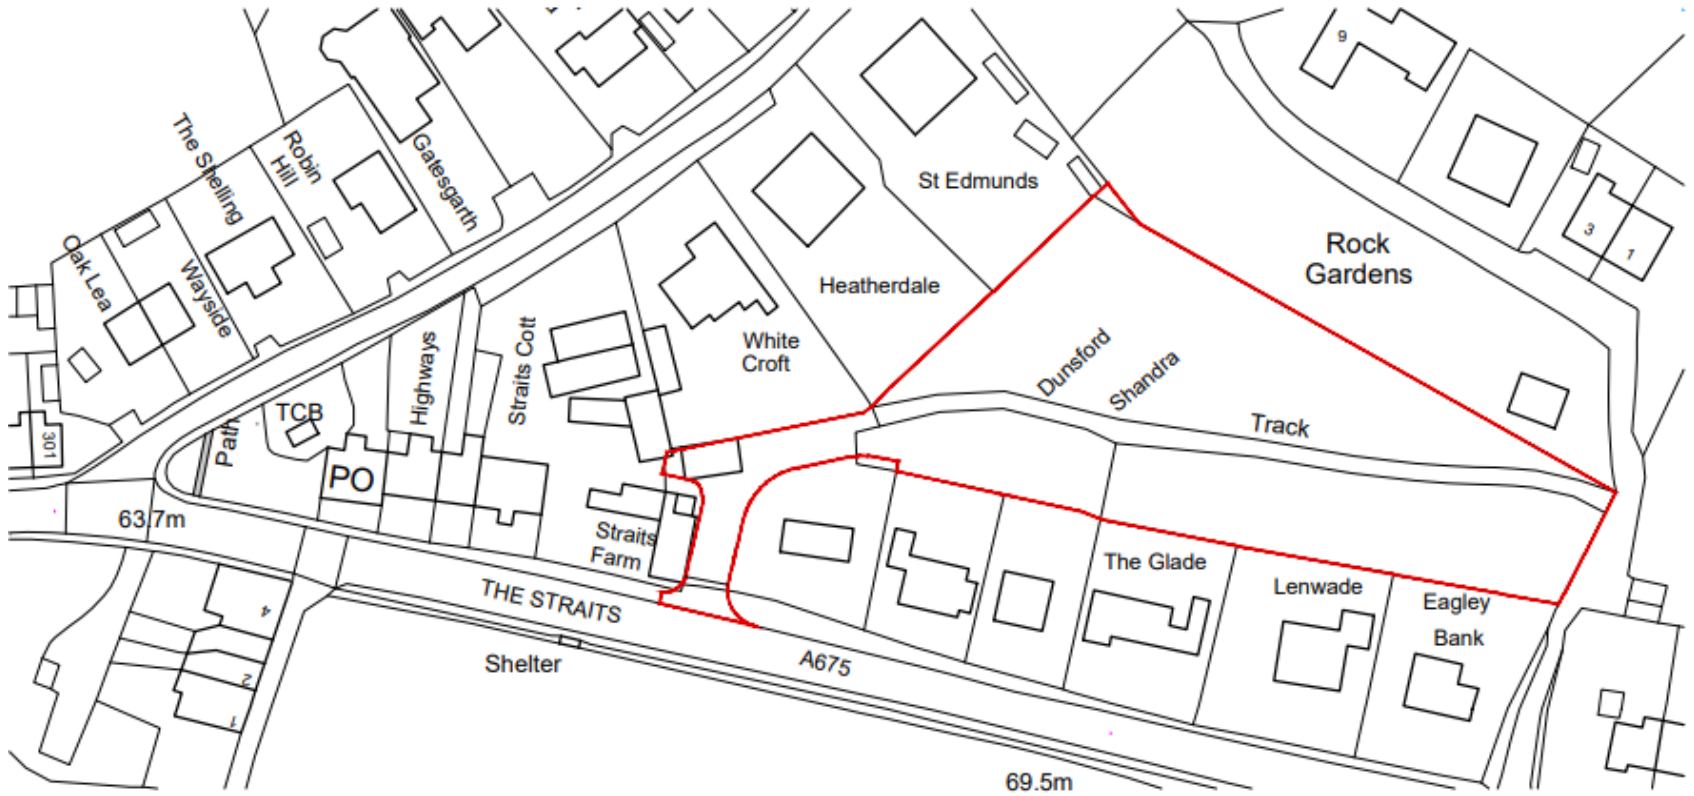 9
The Shelling
Robin
Hill
Gatesgarth
St Edmunds
3
1
Rock
Gardens
Oak Lea
Wayside
Heatherdale
Highways
Straits Cott
White
Croft
Dunsford
Shandra
TCB
Path
301
Track
PO
63.7m
Straits
Farm
The Glade
Lenwade
Eagley
Bank
THE STRAITS
4
Shelter
A675
2
1
69.5m